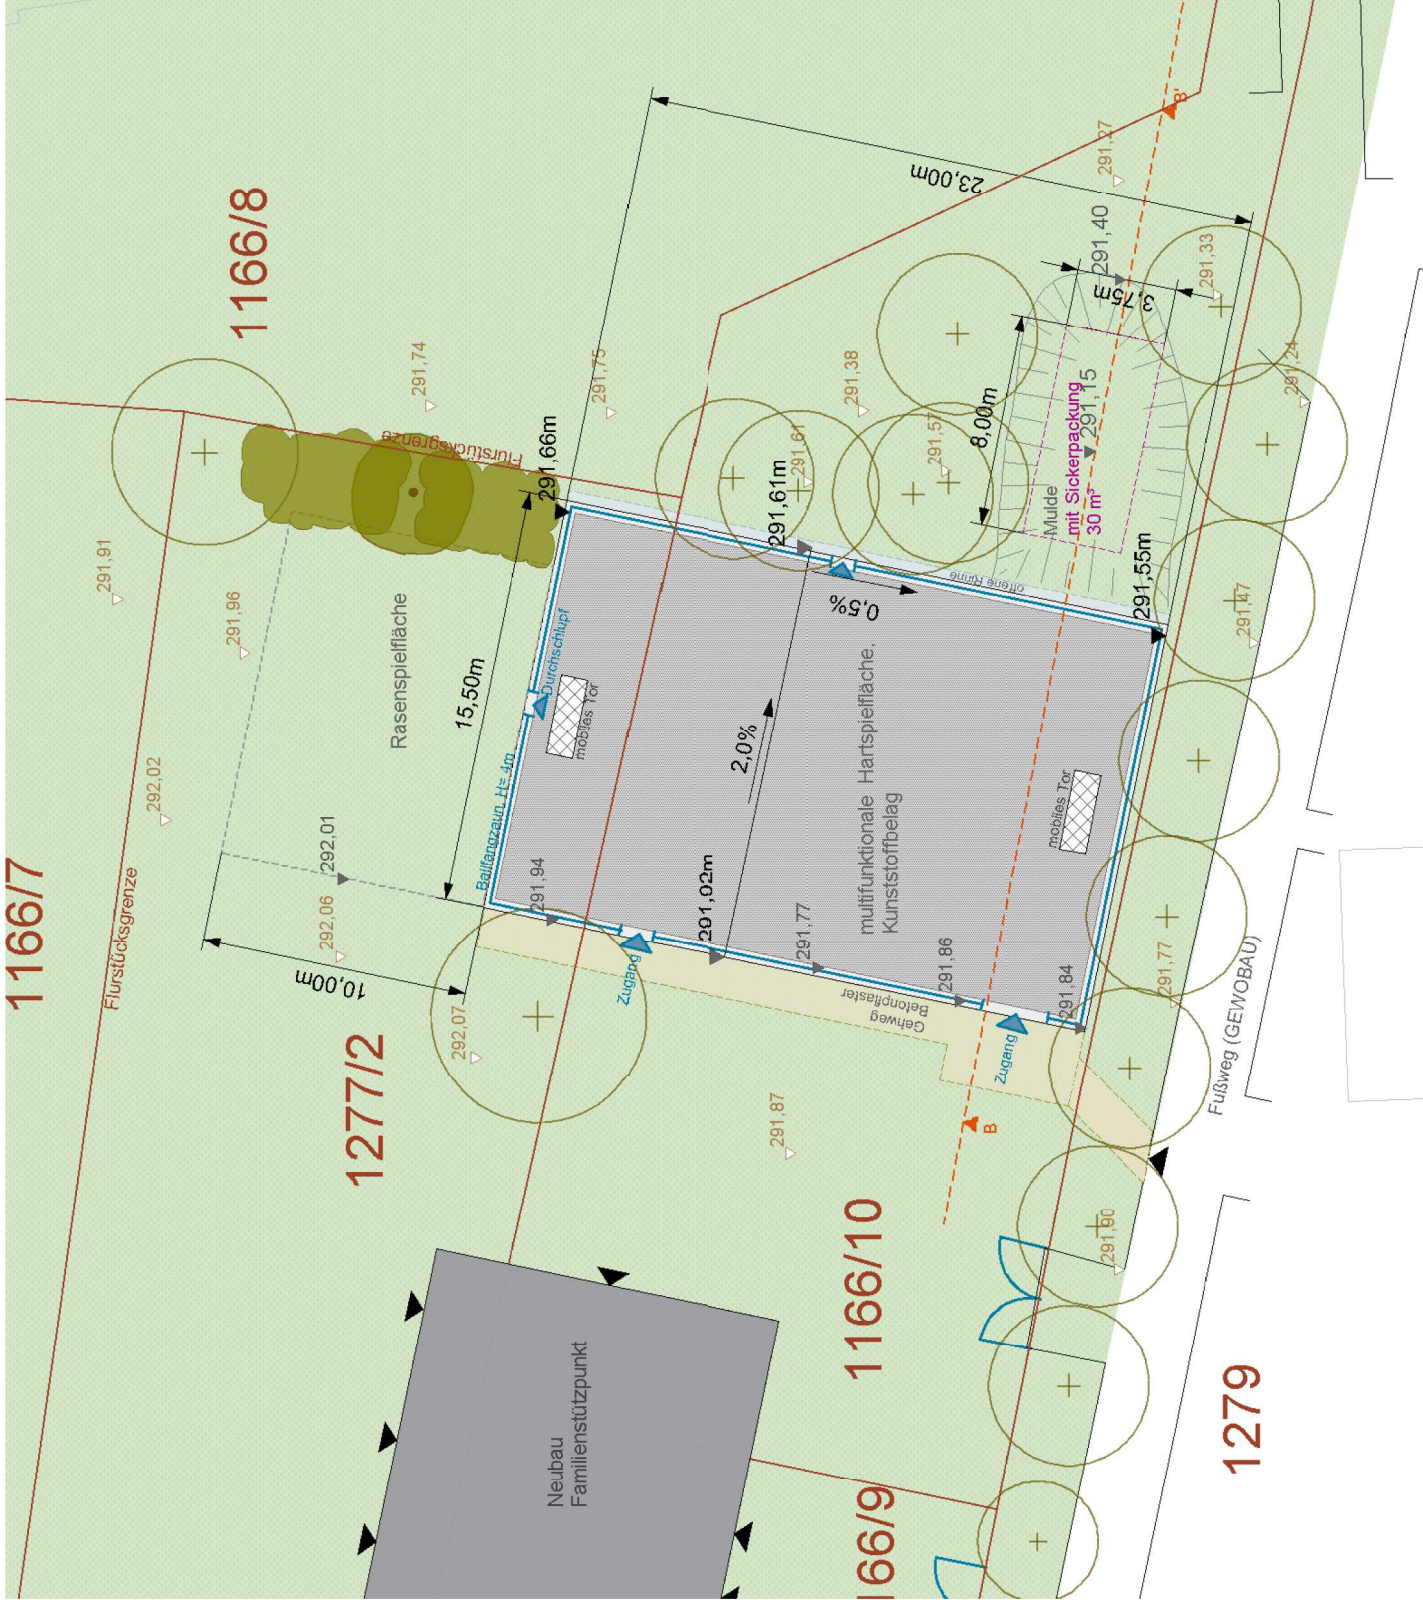 1166/7
Flurstücksgrenze
1166/8
1277/2
1166/10
166/9
1279
291,91
291,96
292,02
292,01
292,06
10,00m
292,07
Rasenspielfläche
15,50m
Flurstücksgrenze
291,74
291,75
291,66m
23,00m
291,27
291,40
291,33
3,75m
291,24
8,00m
291,15
Mulde
mit Sickerpackung
30 m³
291,38
291,61
291,57
291,61m
291,55m
291,47
offene Rinne
0,5%
2,0%
Durchschlupf
mobiles Tor
Ballfangzaun, H= 4m
291,94
291,92m
291,77
291,86
291,84
multifunktionale Hartspielfläche,
Kunststoffbelag
mobiles Tor
Zugang
Zugang
Gehweg
Betonpflaster
B
B'
291,87
291,77
291,90
Fußweg (GEWOBAU)
Neubau
Familienstützpunkt